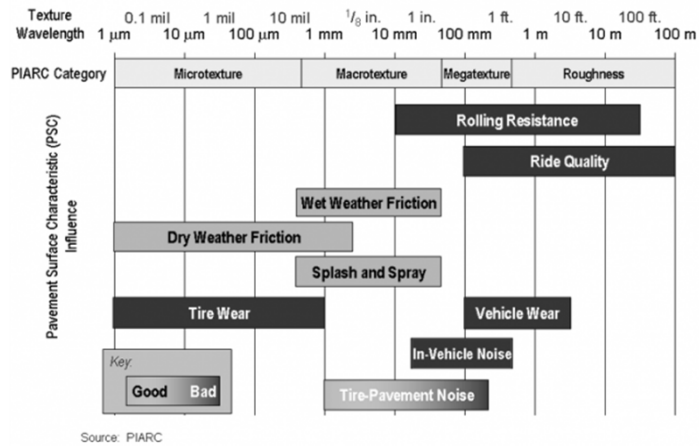 Texture 0.1 mil 1 mil 10 mil 1/8 in. 1 in. 1 ft. 10 ft. 100 ft.
Wavelength 1 µm 10 µm 100 µm 1 mm 10 mm 100 mm 1 m 10 m 100 m
PIARC Category Microtexture Macrotexture Megatexture Roughness
Pavement Surface Characteristic (PSC)
Influence
Rolling Resistance
Ride Quality
Wet Weather Friction
Dry Weather Friction
Splash and Spray
Tire Wear Vehicle Wear
In-Vehicle Noise
Key:
Good Bad Tire-Pavement Noise
Source: PIARC